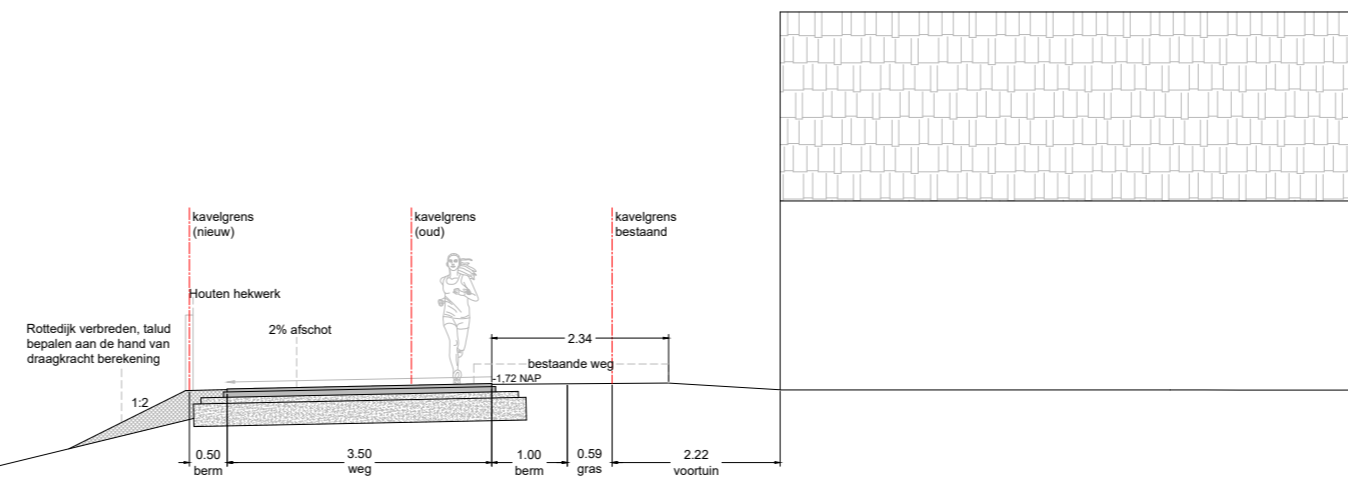 kavelgrens
(nieuw)
kavelgrens
(oud)
kavelgrens
bestaand
Houten hekwerk
Rottedijk verbreden, talud
bepalen aan de hand van
draagkracht berekening
2% afschot
2.34
bestaande weg
-1,72 NAP
1:2
0.50
berm
3.50
weg
1.00
berm
0.59
gras
2.22
voortuin